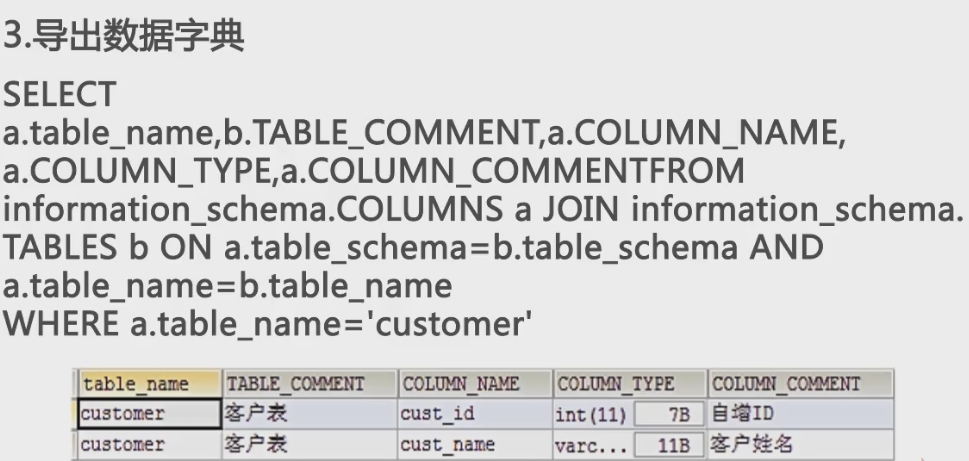 3.导出数据字典
SELECT
a.table_name,b.TABLE_COMMENT,a.COLUMN_NAME,
a.COLUMN_TYPE,a.COLUMN_COMMENTFROM
information_schema.COLUMNS a JOIN information_schema.
TABLES b ON a.table_schema=b.table_schema AND
a.table_name=b.table_name
WHERE a.table_name='customer'
table_name TABLE_COMMENT COLUMN_NAME COLUMN_TYPE COLUMN_COMMENT
customer 客户表 cust_id int(11) 7B 自增ID
customer 客户表 cust_name varc... 11B 客户姓名